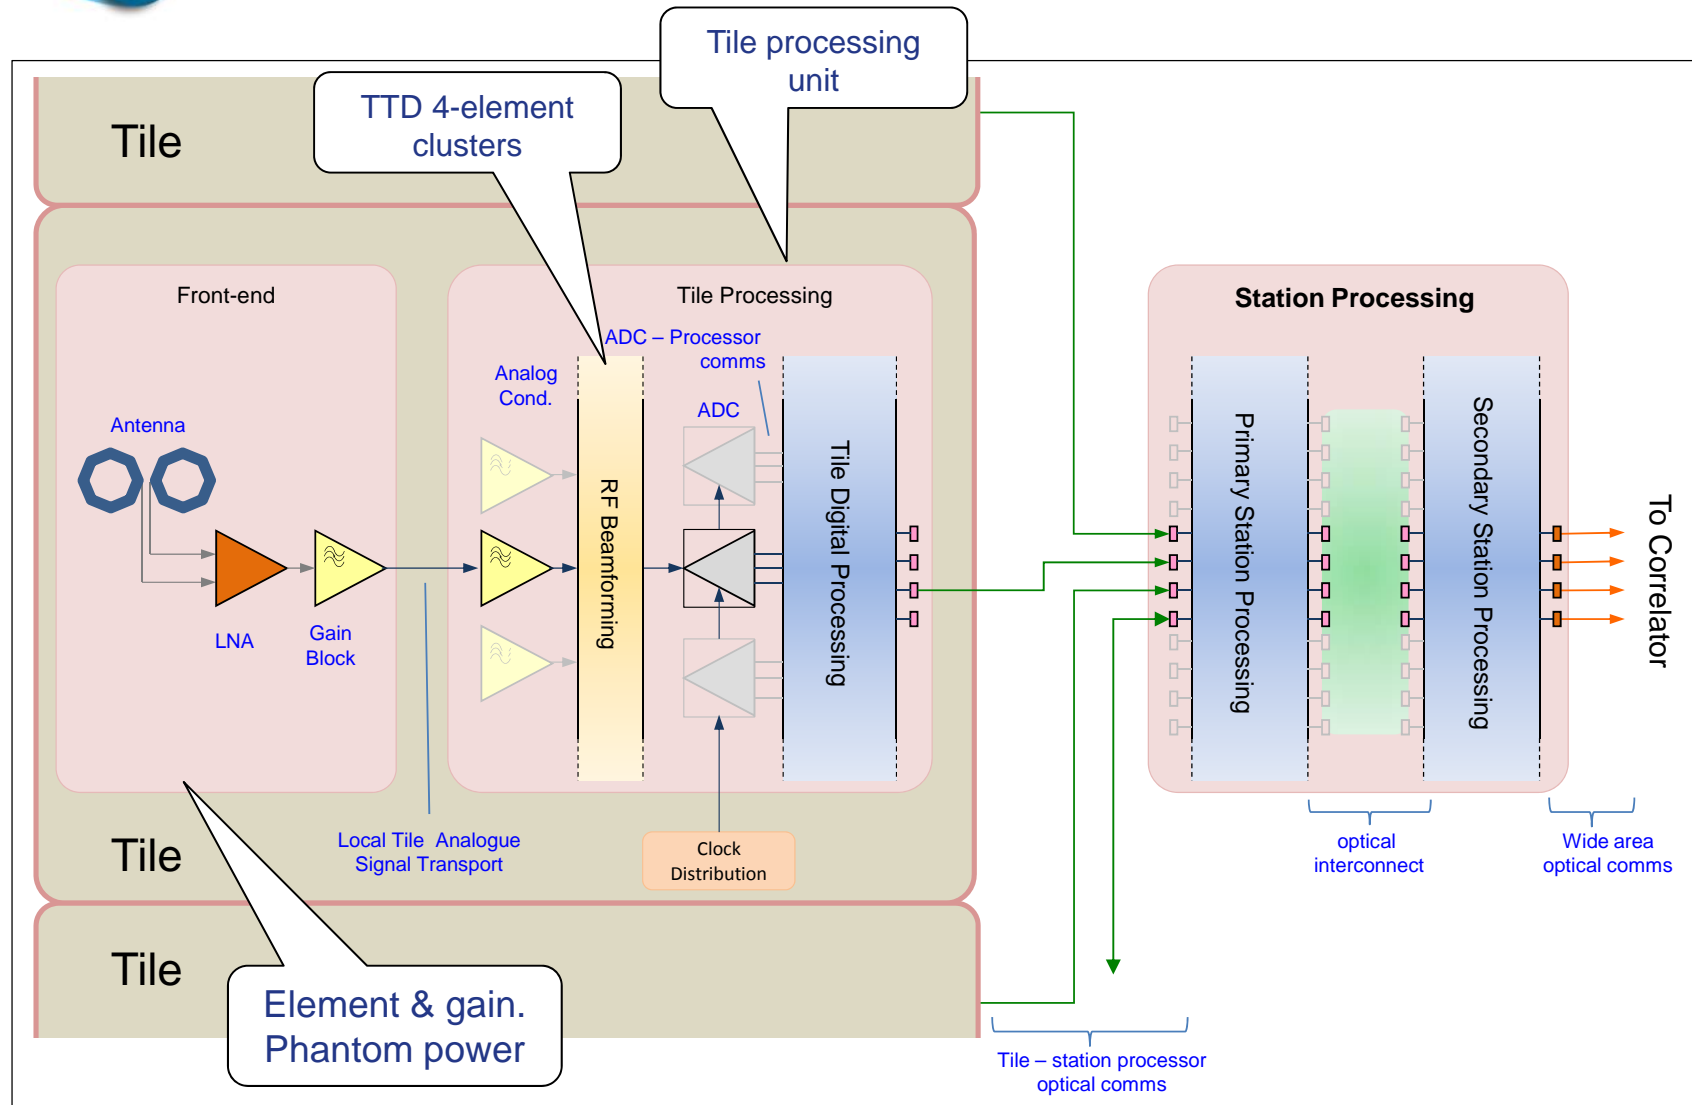 Tile processing
unit
TTD 4-element
clusters
Tile
Front-end
Tile Processing
Station Processing
ADC – Processor
comms
Analog
Cond.
ADC
Antenna
RF Beamforming
Tile Digital Processing
Primary Station Processing
Secondary Station Processing
To Correlator
LNA
Gain
Block
Tile
Local Tile Analogue
Signal Transport
Clock
Distribution
optical
interconnect
Wide area
optical comms
Tile
Element & gain.
Phantom power
Tile – station processor
optical comms